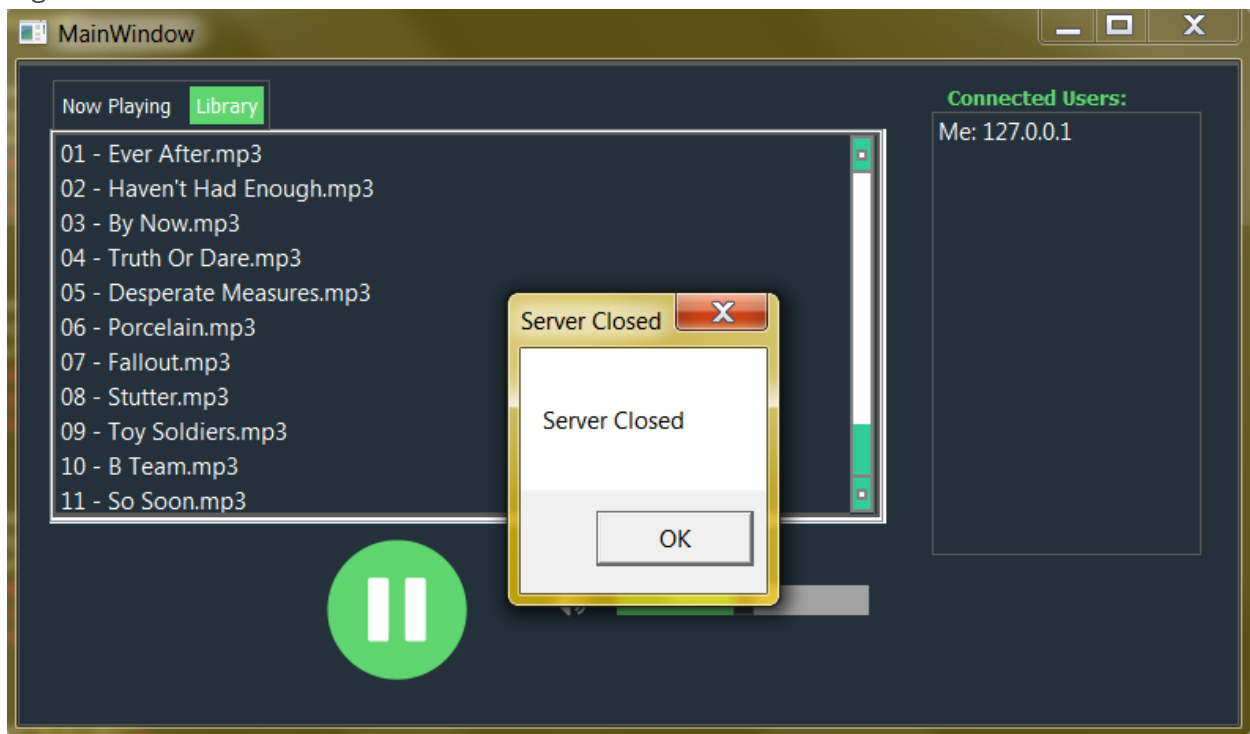 MainWindow
Now Playing Library
Connected Users:
Me: 127.0.0.1
01 - Ever After.mp3
02 - Haven't Had Enough.mp3
03 - By Now.mp3
04 - Truth Or Dare.mp3
05 - Desperate Measures.mp3
06 - Porcelain.mp3
07 - Fallout.mp3
08 - Stutter.mp3
09 - Toy Soldiers.mp3
10 - B Team.mp3
11 - So Soon.mp3
Server Closed
Server Closed
OK